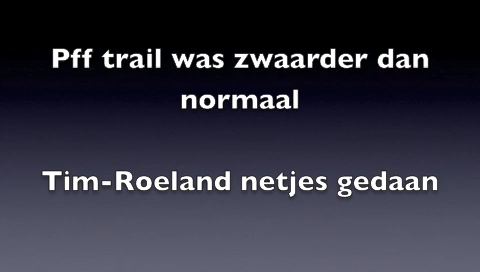 Pff trail was zwaarder dan
normaal
Tim-Roeland netjes gedaan